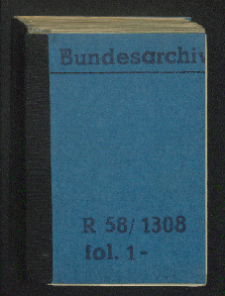 Bundesarchiv
R 58/1308
fol. 1-